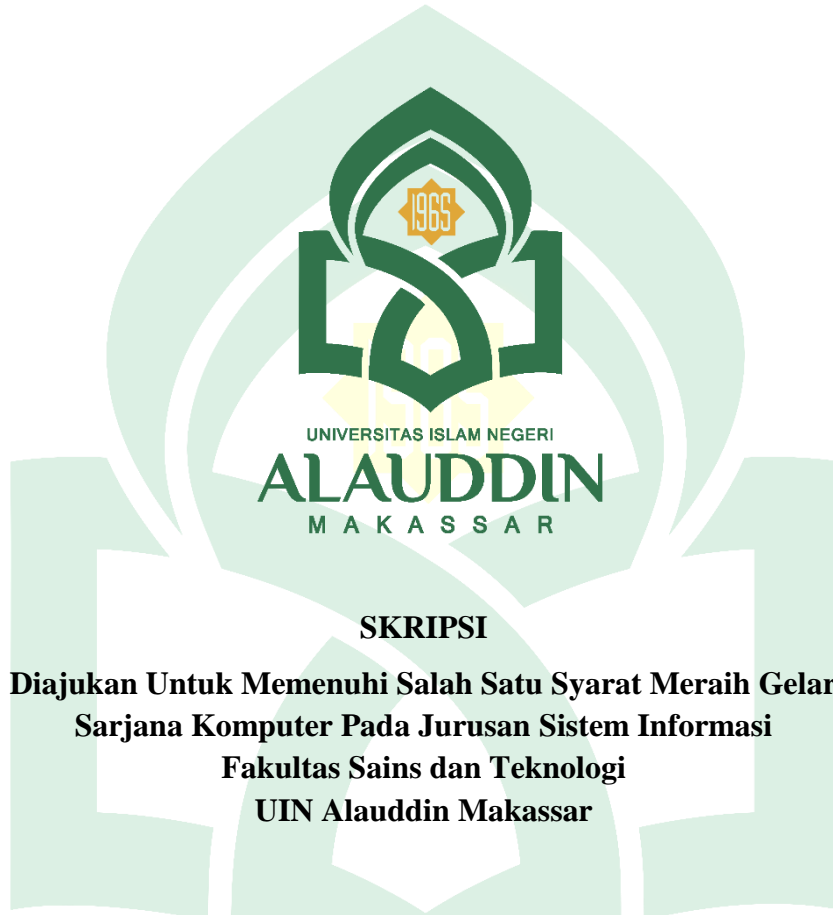 1965
UNIVERSITAS ISLAM NEGERI
ALAUDDIN
MAKASSAR
SKRIPSI
Diajukan Untuk Memenuhi Salah Satu Syarat Meraih Gelar
Sarjana Komputer Pada Jurusan Sistem Informasi
Fakultas Sains dan Teknologi
UIN Alauddin Makassar